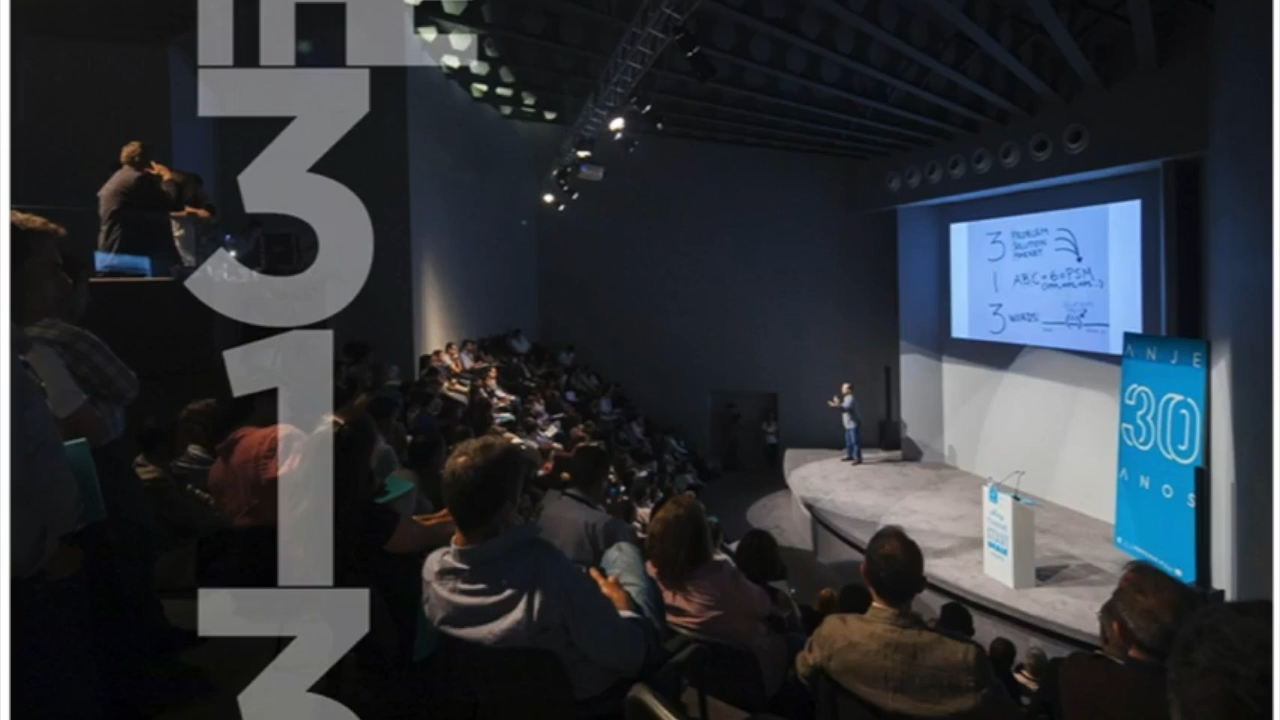 3
1
3
3 PROBLEM
SOLUTION
MARKET
1 ABC=6=PSM
3 WORDS:
ANJE
30
ANOS